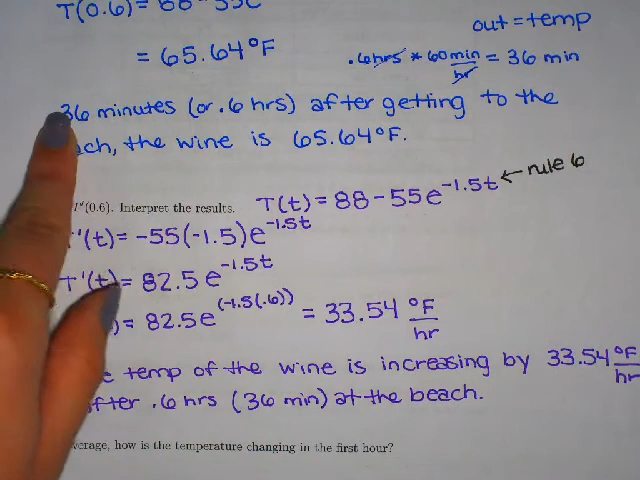 T(0.6) = 88 - 55e
out = temp
= 65.64°F
.6hrs * 60min/hr = 36 min
36 minutes (or .6 hrs) after getting to the
ach, the wine is 65.64°F.
T'(0.6). Interpret the results. T(t) = 88 - 55e^-1.5t ← rule 6
T'(t) = -55(-1.5)e^-1.5t
T'(t) = 82.5e^-1.5t
) = 82.5e^(-1.5(.6)) = 33.54 °F/hr
e temp of the wine is increasing by 33.54 °F/hr
after .6 hrs (36 min) at the beach.
verage, how is the temperature changing in the first hour?